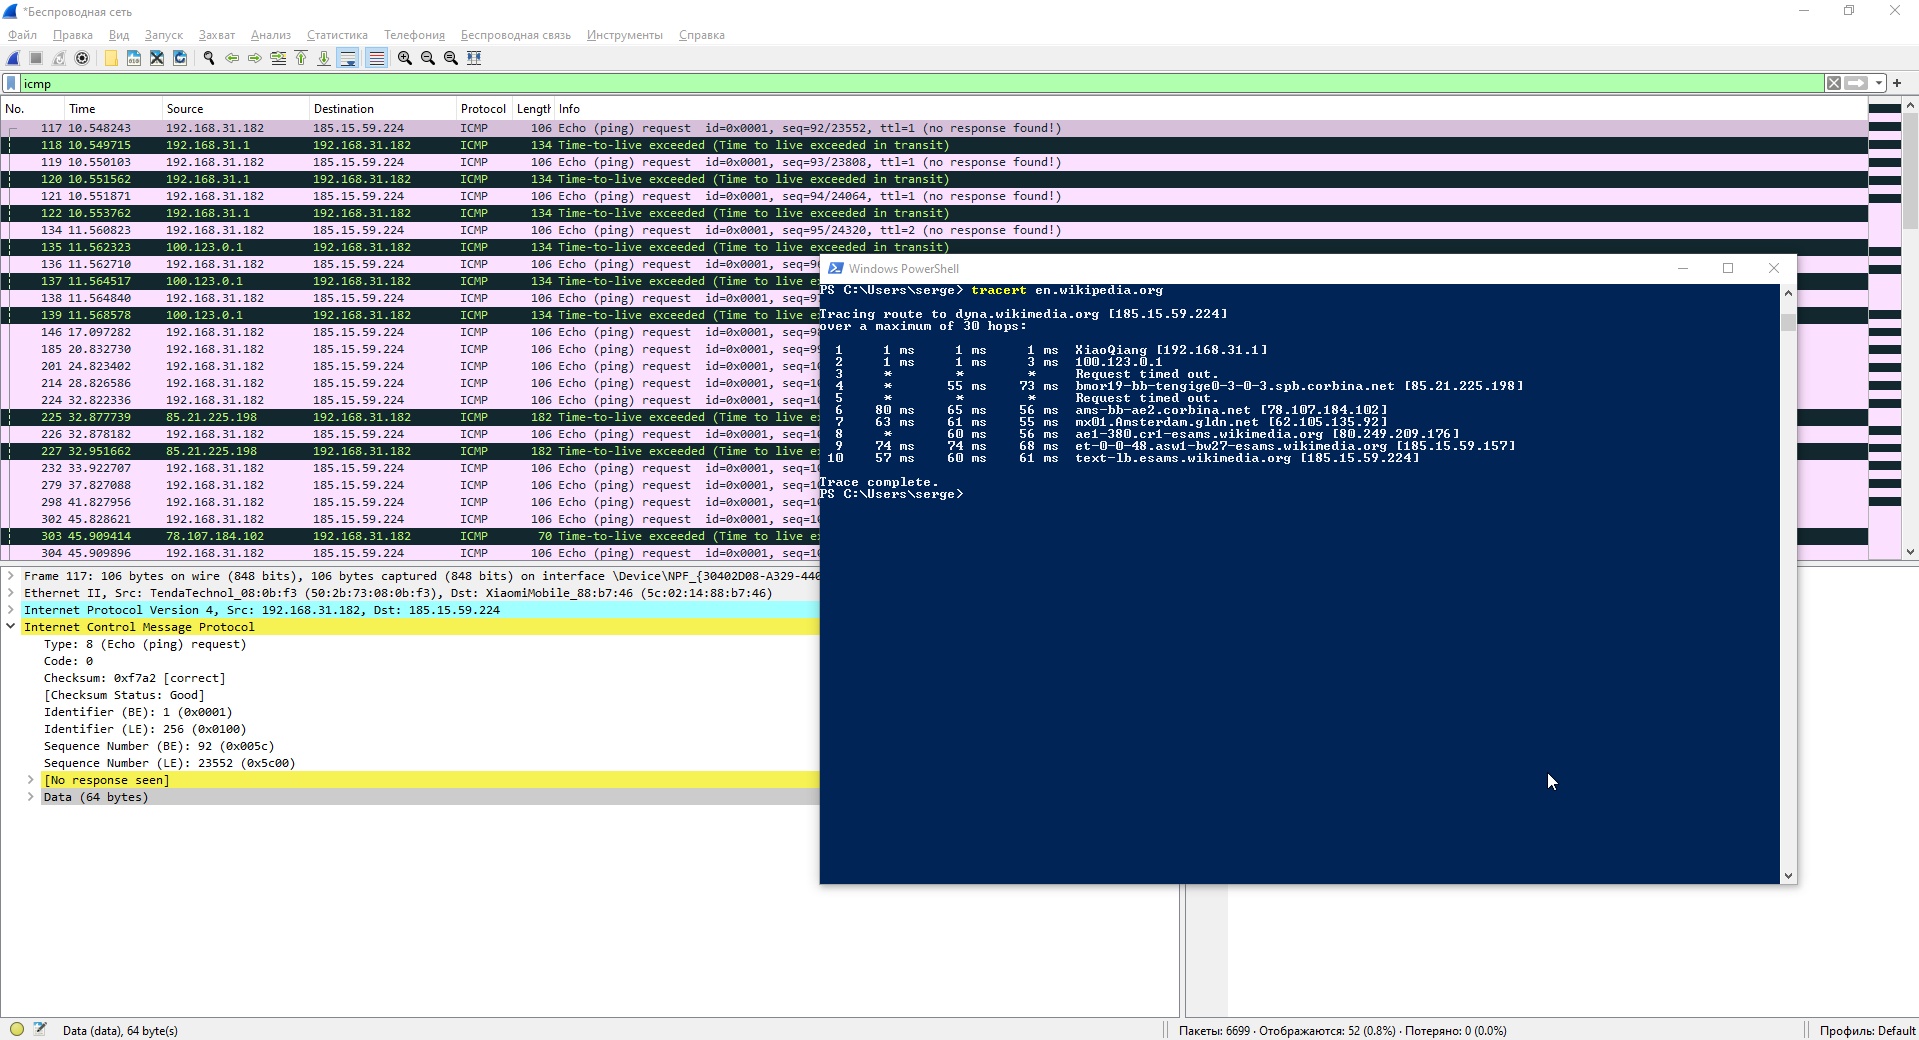 *Беспроводная сеть
Файл Правка Вид Запуск Захват Анализ Статистика Телефония Беспроводная связь Инструменты Справка
icmp
No. Time Source Destination Protocol Length Info
117 10.548243 192.168.31.182 185.15.59.224 ICMP 106 Echo (ping) request id=0x0001, seq=92/23552, ttl=1 (no response found!)
118 10.549715 192.168.31.1 192.168.31.182 ICMP 134 Time-to-live exceeded (Time to live exceeded in transit)
119 10.550103 192.168.31.182 185.15.59.224 ICMP 106 Echo (ping) request id=0x0001, seq=93/23808, ttl=1 (no response found!)
120 10.551562 192.168.31.1 192.168.31.182 ICMP 134 Time-to-live exceeded (Time to live exceeded in transit)
121 10.551871 192.168.31.182 185.15.59.224 ICMP 106 Echo (ping) request id=0x0001, seq=94/24064, ttl=1 (no response found!)
122 10.553762 192.168.31.1 192.168.31.182 ICMP 134 Time-to-live exceeded (Time to live exceeded in transit)
134 11.560823 192.168.31.182 185.15.59.224 ICMP 106 Echo (ping) request id=0x0001, seq=95/24320, ttl=2 (no response found!)
135 11.562323 100.123.0.1 192.168.31.182 ICMP 134 Time-to-live exceeded (Time to live exceeded in transit)
136 11.562710 192.168.31.182 185.15.59.224 ICMP 106 Echo (ping) request id=0x0001, seq=9
137 11.564517 100.123.0.1 192.168.31.182 ICMP 134 Time-to-live exceeded (Time to live e
138 11.564840 192.168.31.182 185.15.59.224 ICMP 106 Echo (ping) request id=0x0001, seq=9
139 11.568578 100.123.0.1 192.168.31.182 ICMP 134 Time-to-live exceeded (Time to live e
146 17.097282 192.168.31.182 185.15.59.224 ICMP 106 Echo (ping) request id=0x0001, seq=9
185 20.832730 192.168.31.182 185.15.59.224 ICMP 106 Echo (ping) request id=0x0001, seq=9
201 24.823402 192.168.31.182 185.15.59.224 ICMP 106 Echo (ping) request id=0x0001, seq=10
214 28.826586 192.168.31.182 185.15.59.224 ICMP 106 Echo (ping) request id=0x0001, seq=10
224 32.822336 192.168.31.182 185.15.59.224 ICMP 106 Echo (ping) request id=0x0001, seq=10
225 32.877739 85.21.225.198 192.168.31.182 ICMP 182 Time-to-live exceeded (Time to live e
226 32.878182 192.168.31.182 185.15.59.224 ICMP 106 Echo (ping) request id=0x0001, seq=10
227 32.951662 85.21.225.198 192.168.31.182 ICMP 182 Time-to-live exceeded (Time to live e
232 33.922707 192.168.31.182 185.15.59.224 ICMP 106 Echo (ping) request id=0x0001, seq=10
279 37.827088 192.168.31.182 185.15.59.224 ICMP 106 Echo (ping) request id=0x0001, seq=10
298 41.827956 192.168.31.182 185.15.59.224 ICMP 106 Echo (ping) request id=0x0001, seq=10
302 45.828621 192.168.31.182 185.15.59.224 ICMP 106 Echo (ping) request id=0x0001, seq=10
303 45.909414 78.107.184.102 192.168.31.182 ICMP 70 Time-to-live exceeded (Time to live e
304 45.909896 192.168.31.182 185.15.59.224 ICMP 106 Echo (ping) request id=0x0001, seq=10
Windows PowerShell
PS C:\Users\serge> tracert en.wikipedia.org
Tracing route to dyna.wikimedia.org [185.15.59.224]
over a maximum of 30 hops:
1 1 ms 1 ms 1 ms XiaoQiang [192.168.31.1]
2 1 ms 1 ms 3 ms 100.123.0.1
3 * * * Request timed out.
4 * 55 ms 73 ms bmor19-bb-tengige0-3-0-3.spb.corbina.net [85.21.225.198]
5 * * * Request timed out.
6 80 ms 65 ms 56 ms ams-bb-ae2.corbina.net [78.107.184.102]
7 63 ms 61 ms 55 ms mx01.Amsterdam.gldn.net [62.105.135.92]
8 * 60 ms 56 ms ae1-380.cr1-esams.wikimedia.org [80.249.209.176]
9 74 ms 74 ms 68 ms et-0-0-48.asw1-bw27-esams.wikimedia.org [185.15.59.157]
10 57 ms 60 ms 61 ms text-lb.esams.wikimedia.org [185.15.59.224]
Trace complete.
PS C:\Users\serge>
Frame 117: 106 bytes on wire (848 bits), 106 bytes captured (848 bits) on interface \Device\NPF_{30402D08-A329-440
Ethernet II, Src: TendaTechnol_08:0b:f3 (50:2b:73:08:0b:f3), Dst: XiaomiMobile_88:b7:46 (5c:02:14:88:b7:46)
Internet Protocol Version 4, Src: 192.168.31.182, Dst: 185.15.59.224
Internet Control Message Protocol
Type: 8 (Echo (ping) request)
Code: 0
Checksum: 0xf7a2 [correct]
[Checksum Status: Good]
Identifier (BE): 1 (0x0001)
Identifier (LE): 256 (0x0100)
Sequence Number (BE): 92 (0x005c)
Sequence Number (LE): 23552 (0x5c00)
[No response seen]
Data (64 bytes)
Data (data), 64 byte(s)
Пакеты: 6699 · Отображаются: 52 (0.8%) · Потеряно: 0 (0.0%)
Профиль: Default